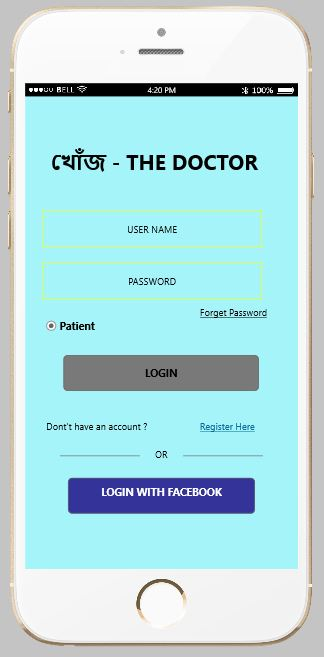 BELL 4:20 PM 100%
খোঁজ - THE DOCTOR
USER NAME
PASSWORD
Forget Password
Patient
LOGIN
Dont't have an account ? Register Here
OR
LOGIN WITH FACEBOOK